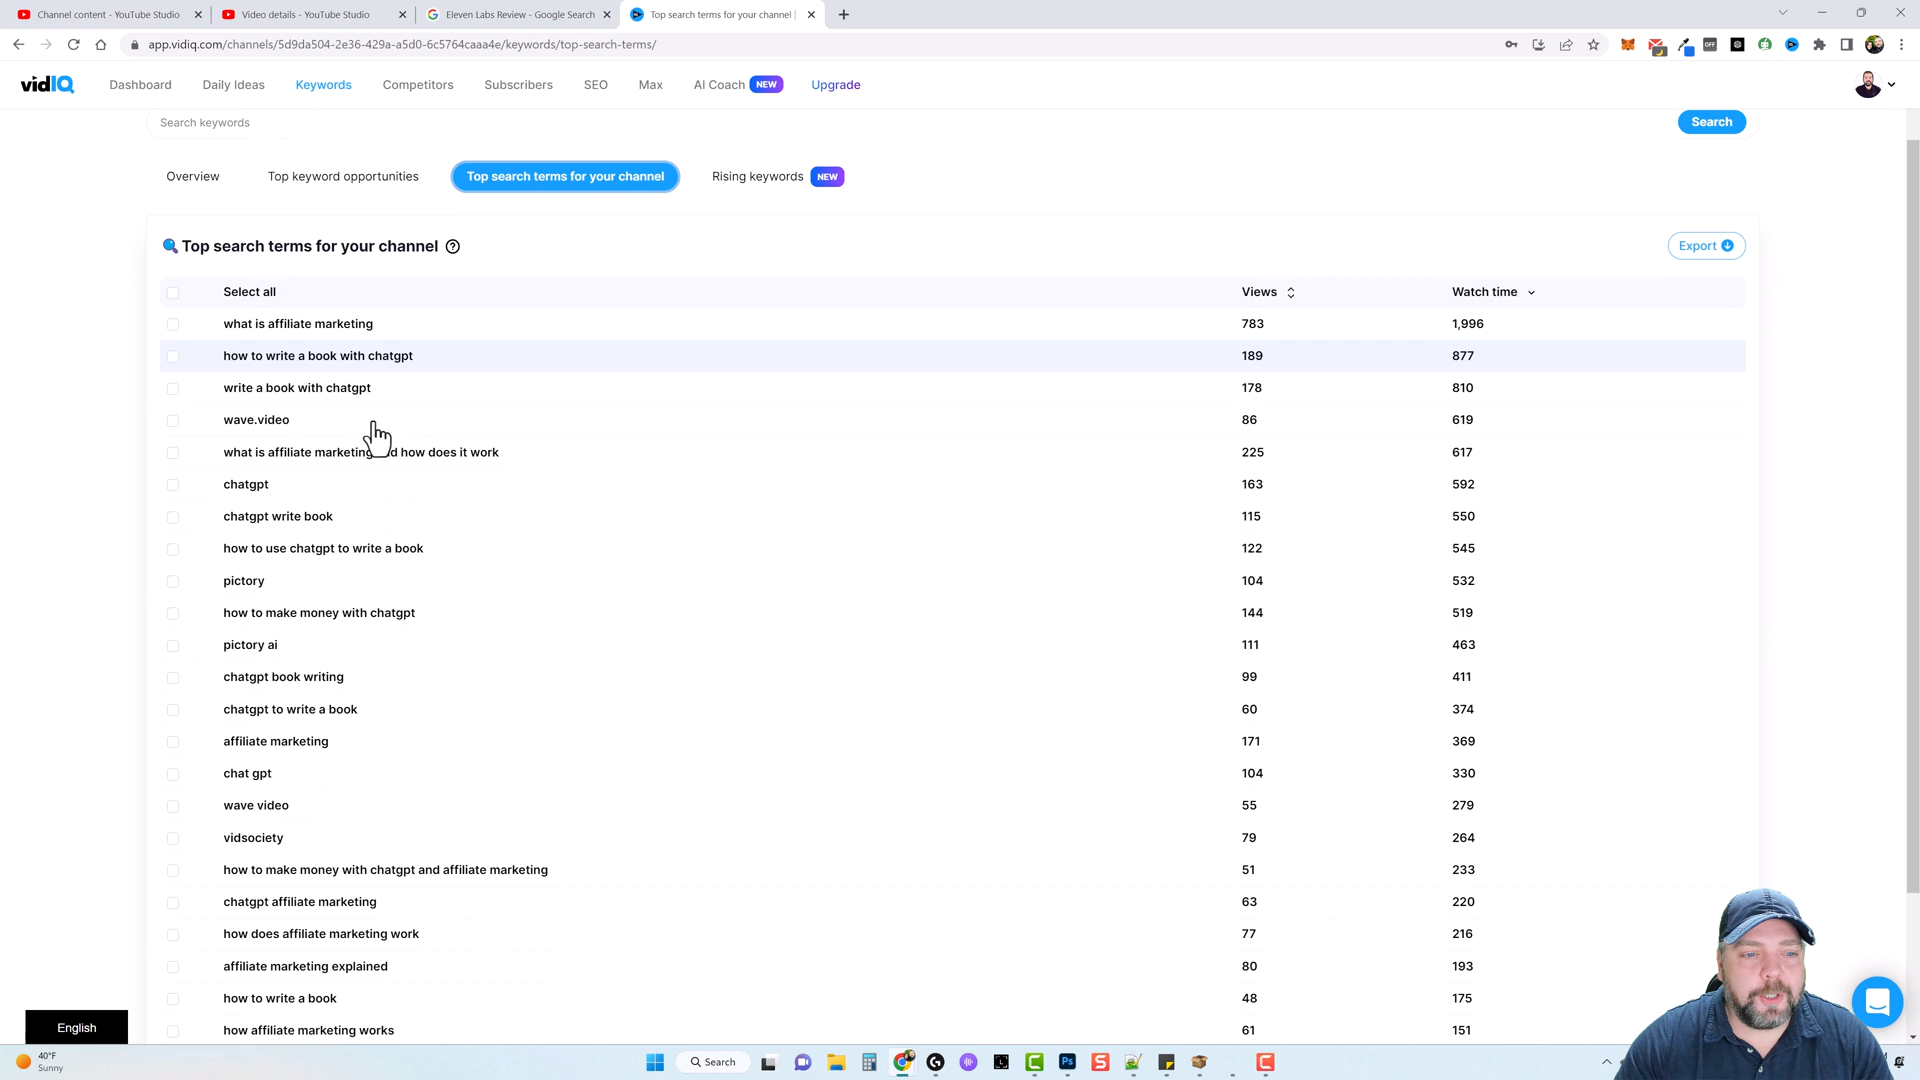 Channel content - YouTube Studio
Video details - YouTube Studio
Eleven Labs Review - Google Search
Top search terms for your channel |
app.vidiq.com/channels/5d9da504-2e36-429a-a5d0-6c5764caaa4e/keywords/top-search-terms/
OFF
vidIQ
Dashboard
Daily Ideas
Keywords
Competitors
Subscribers
SEO
Max
AI Coach NEW
Upgrade
Search keywords
Search
Overview
Top keyword opportunities
Top search terms for your channel
Rising keywords NEW
Top search terms for your channel
Export
Select all Views Watch time
what is affiliate marketing 783 1,996
how to write a book with chatgpt 189 877
write a book with chatgpt 178 810
wave.video 86 619
what is affiliate marketing d how does it work 225 617
chatgpt 163 592
chatgpt write book 115 550
how to use chatgpt to write a book 122 545
pictory 104 532
how to make money with chatgpt 144 519
pictory ai 111 463
chatgpt book writing 99 411
chatgpt to write a book 60 374
affiliate marketing 171 369
chat gpt 104 330
wave video 55 279
vidsociety 79 264
how to make money with chatgpt and affiliate marketing 51 233
chatgpt affiliate marketing 63 220
how does affiliate marketing work 77 216
affiliate marketing explained 80 193
how to write a book 48 175
how affiliate marketing works 61 151
English
40°F
Sunny
Search